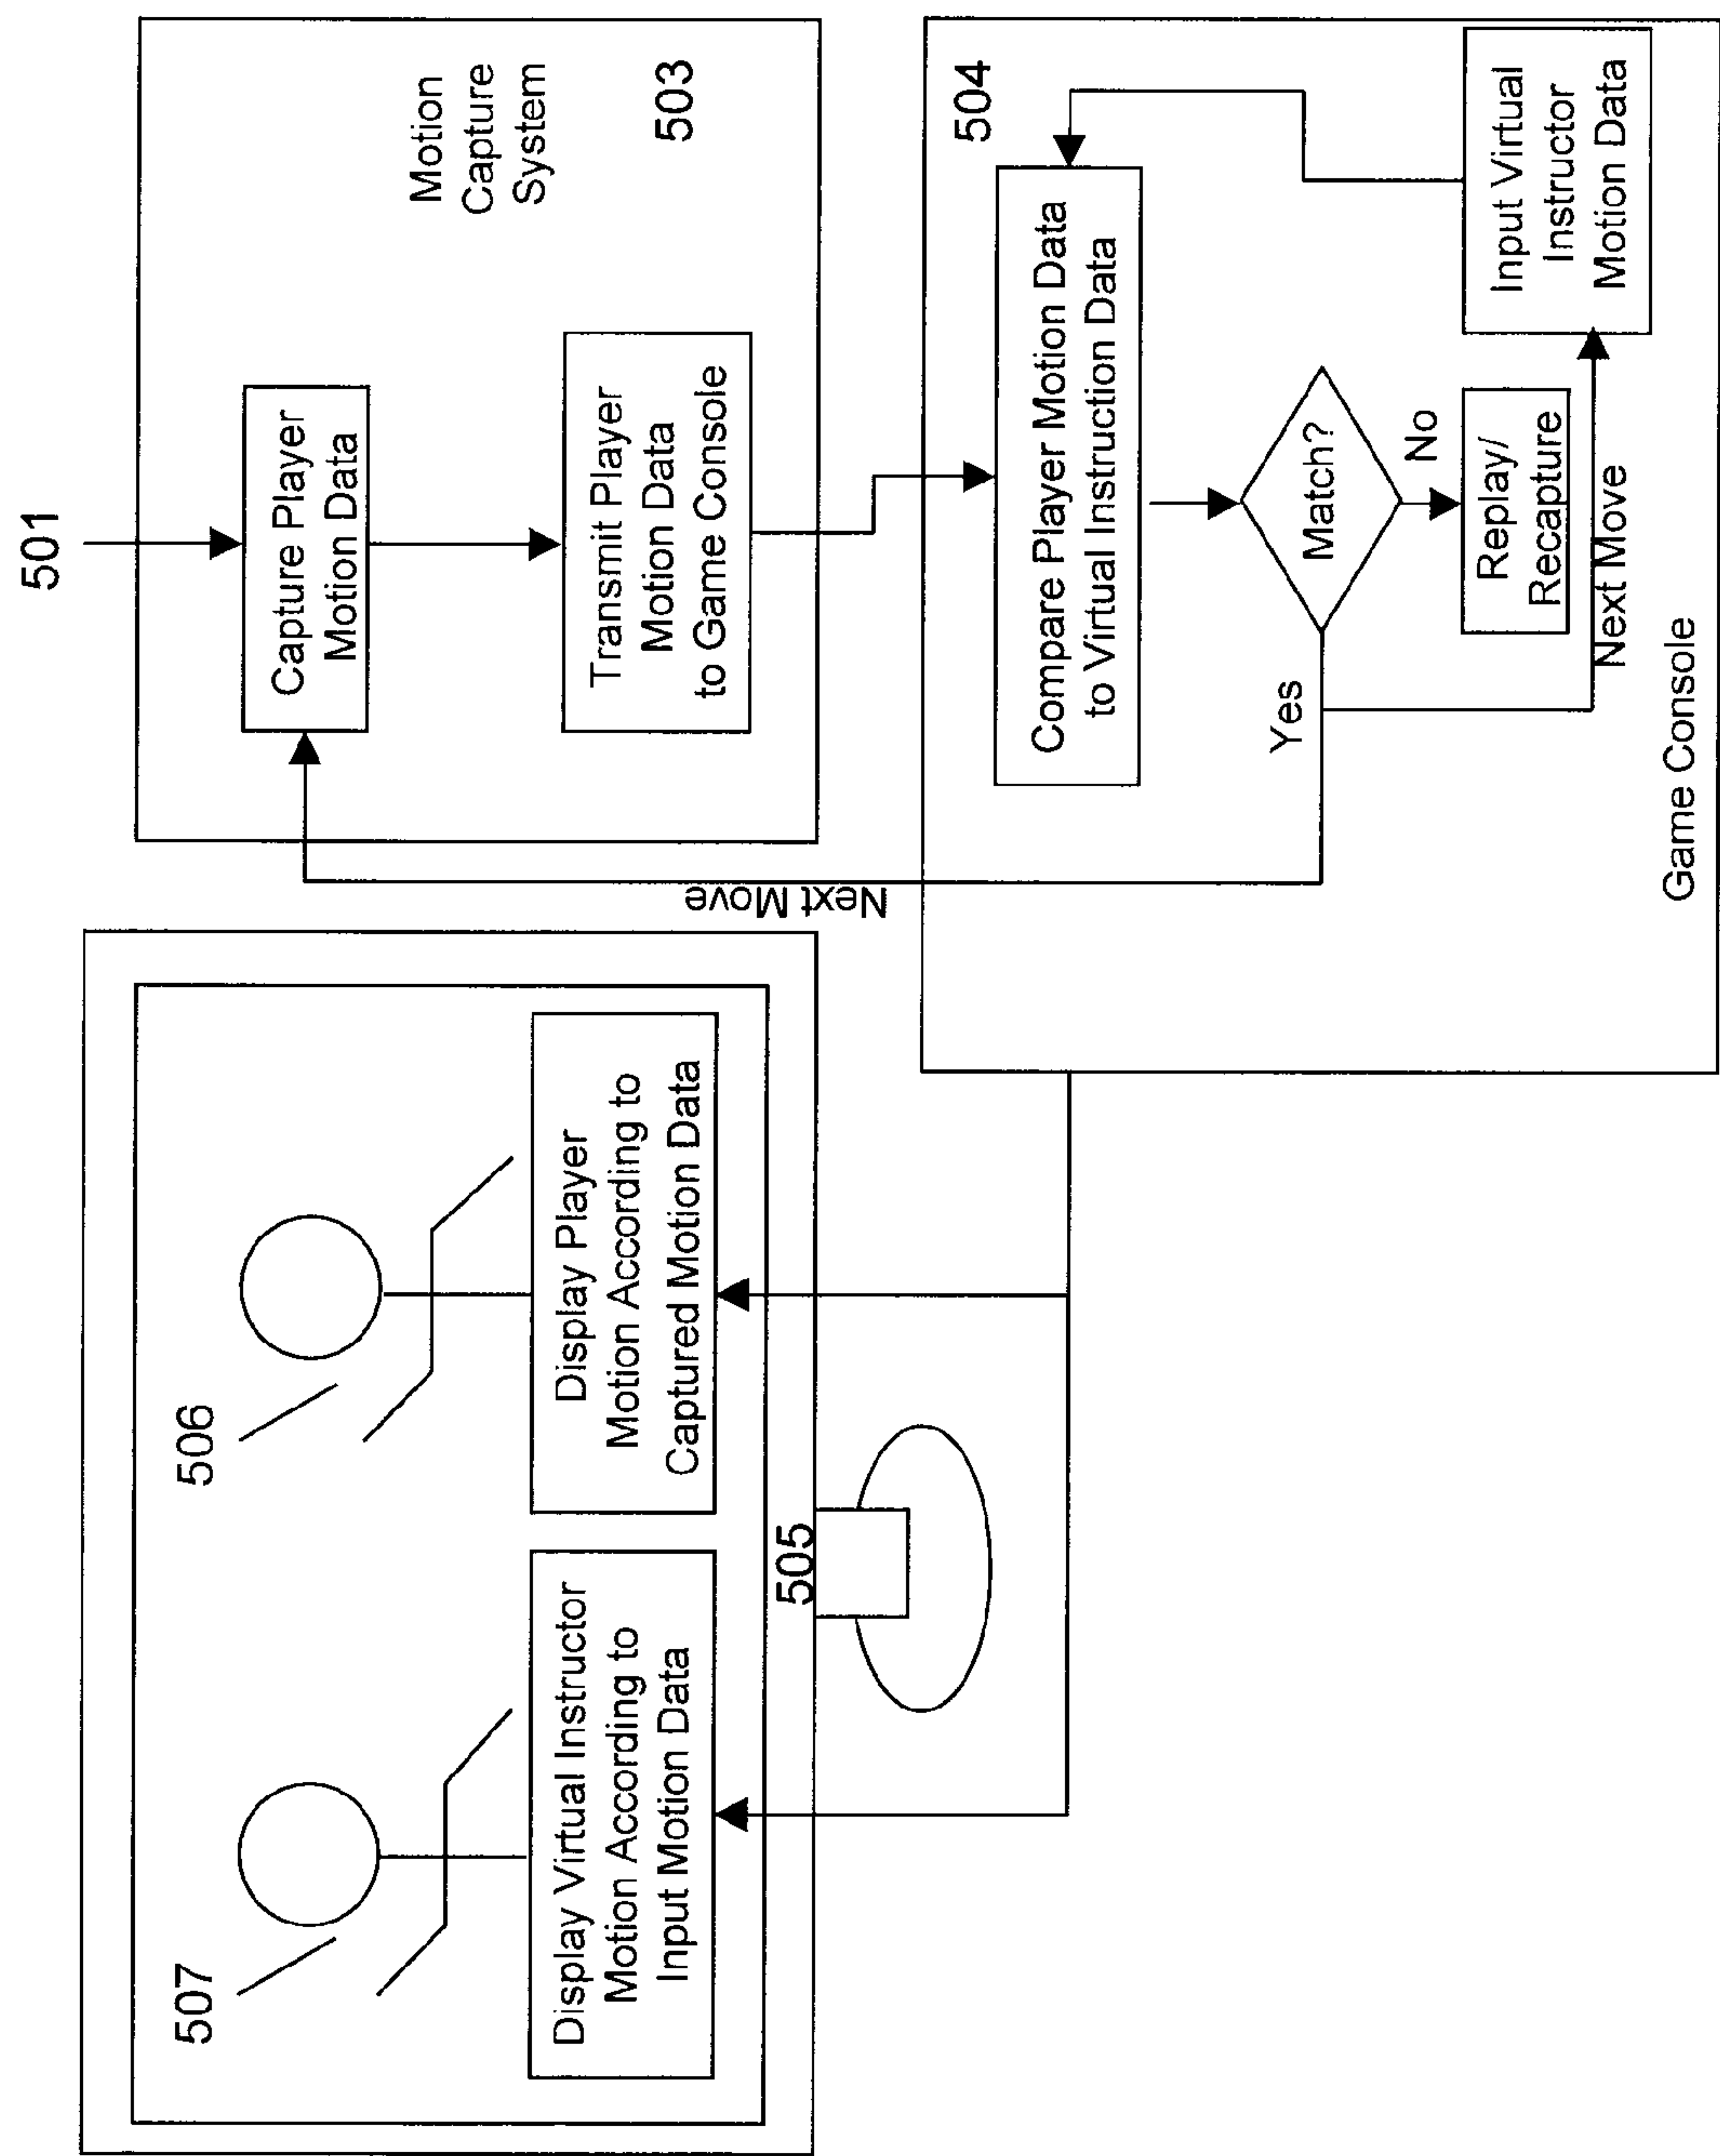 507
506
Display Virtual Instructor
Motion According to
Input Motion Data
Display Player
Motion According to
Captured Motion Data
505
501
Capture Player
Motion Data
Motion
Capture
System
Transmit Player
Motion Data
to Game Console
503
Next Move
504
Compare Player Motion Data
to Virtual Instruction Data
Match?
Yes
No
Replay/
Recapture
Next Move
Input Virtual
Instructor
Motion Data
Game Console